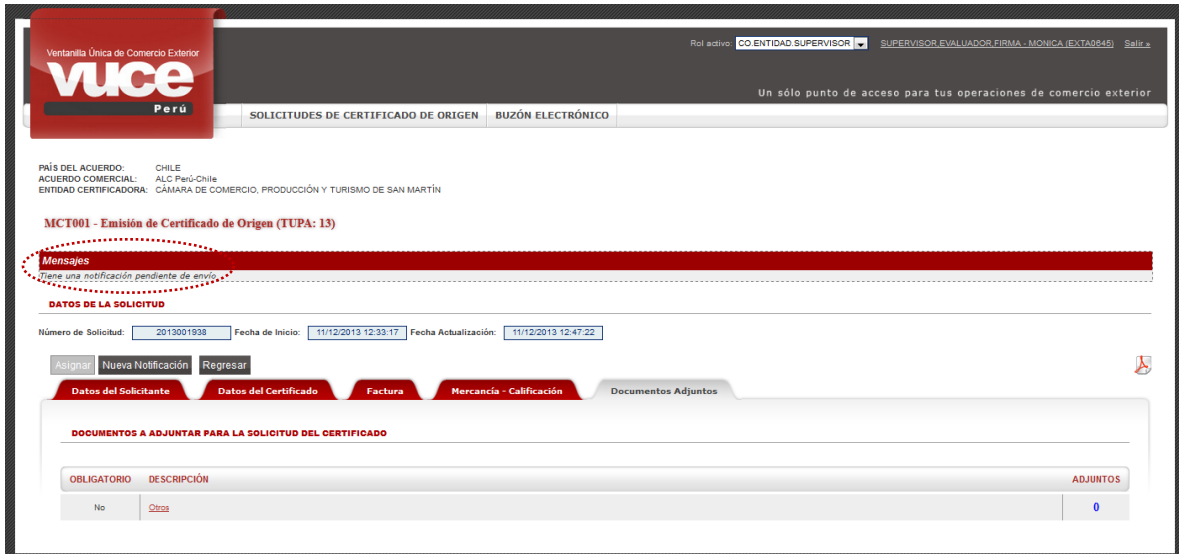 Ventanilla Única de Comercio Exterior
vuce
Perú
Rol activo: CO.ENTIDAD.SUPERVISOR SUPERVISOR,EVALUADOR,FIRMA - MONICA (EXTA0645) Salir »
Un sólo punto de acceso para tus operaciones de comercio exterior
SOLICITUDES DE CERTIFICADO DE ORIGEN BUZÓN ELECTRÓNICO
PAÍS DEL ACUERDO: CHILE
ACUERDO COMERCIAL: ALC Perú-Chile
ENTIDAD CERTIFICADORA: CÁMARA DE COMERCIO, PRODUCCIÓN Y TURISMO DE SAN MARTÍN
MCT001 - Emisión de Certificado de Origen (TUPA: 13)
Mensajes
Tiene una notificación pendiente de envío.
DATOS DE LA SOLICITUD
Número de Solicitud: 2013001938 Fecha de Inicio: 11/12/2013 12:33:17 Fecha Actualización: 11/12/2013 12:47:22
Asignar Nueva Notificación Regresar
Datos del Solicitante Datos del Certificado Factura Mercancía - Calificación Documentos Adjuntos
DOCUMENTOS A ADJUNTAR PARA LA SOLICITUD DEL CERTIFICADO
OBLIGATORIO DESCRIPCIÓN ADJUNTOS
No Otros 0